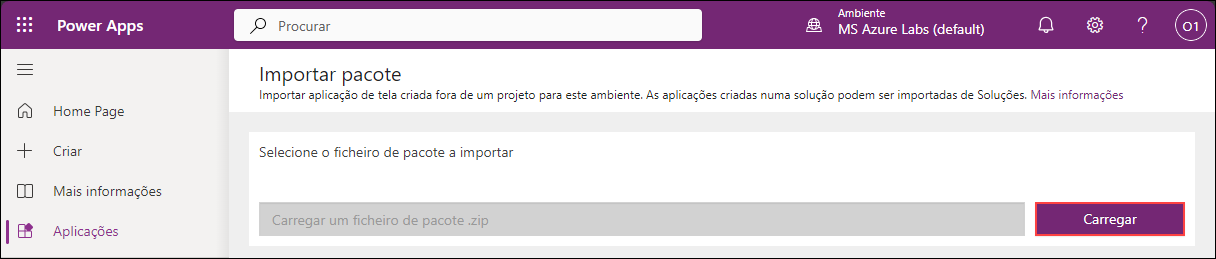 Power Apps
Procurar
Ambiente
MS Azure Labs (default)
O1
Importar pacote
Importar aplicação de tela criada fora de um projeto para este ambiente. As aplicações criadas numa solução podem ser importadas de Soluções. Mais informações
Home Page
Criar
Mais informações
Aplicações
Selecione o ficheiro de pacote a importar
Carregar um ficheiro de pacote .zip
Carregar